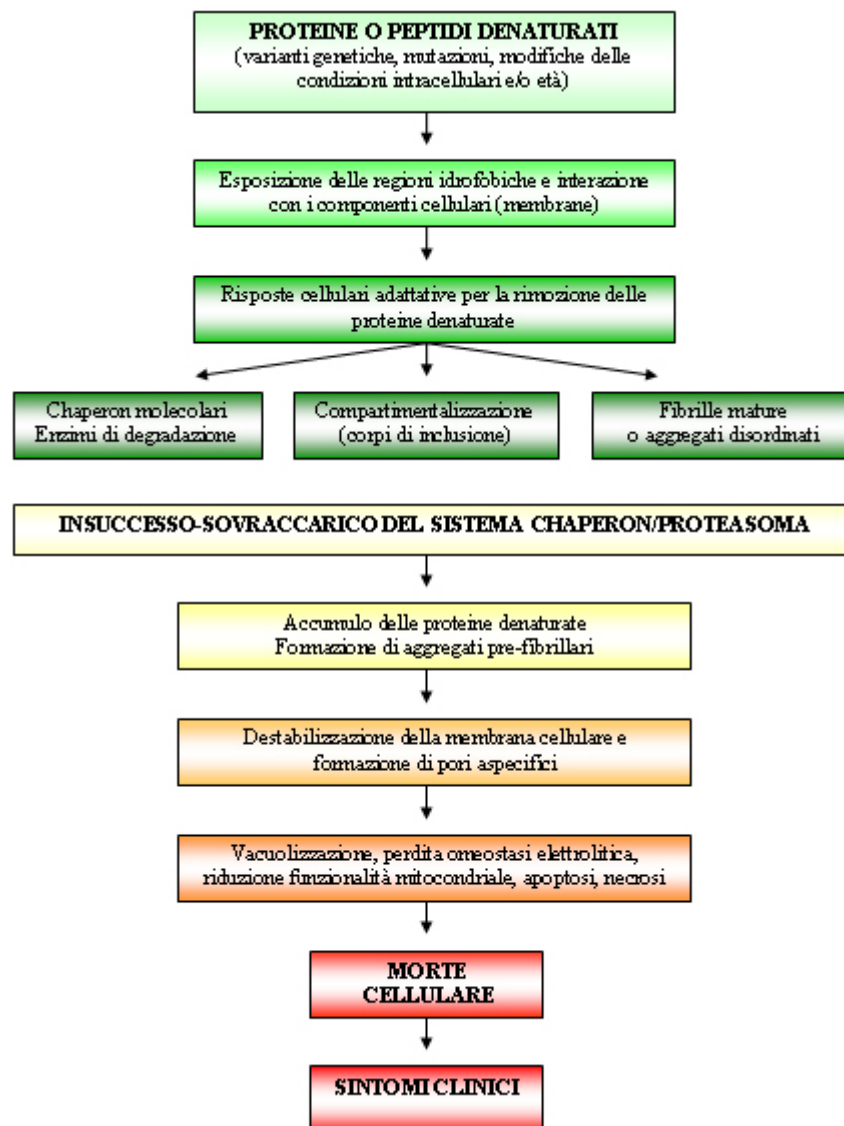 PROTEINE O PEPTIDI DENATURATI
(varianti genetiche, mutazioni, modifiche delle
condizioni intracellulari e/o età)
Esposizione delle regioni idrofobiche e interazione
con i componenti cellulari (membrane)
Risposte cellulari adattative per la rimozione delle
proteine denaturate
Chaperon molecolari
Enzimi di degradazione
Compartimentalizzazione
(corpi di inclusione)
Fibrille mature
o aggregati disordinati
INSUCCESSO-SOVRACCARICO DEL SISTEMA CHAPERON/PROTEASOMA
Accumulo delle proteine denaturate
Formazione di aggregati pre-fibrillari
Destabilizzazione della membrana cellulare e
formazione di pori aspecifici
Vacuolizzazione, perdita omeostasi elettrolitica,
riduzione funzionalità mitocondriale, apoptosi, necrosi
MORTE
CELLULARE
SINTOMI CLINICI